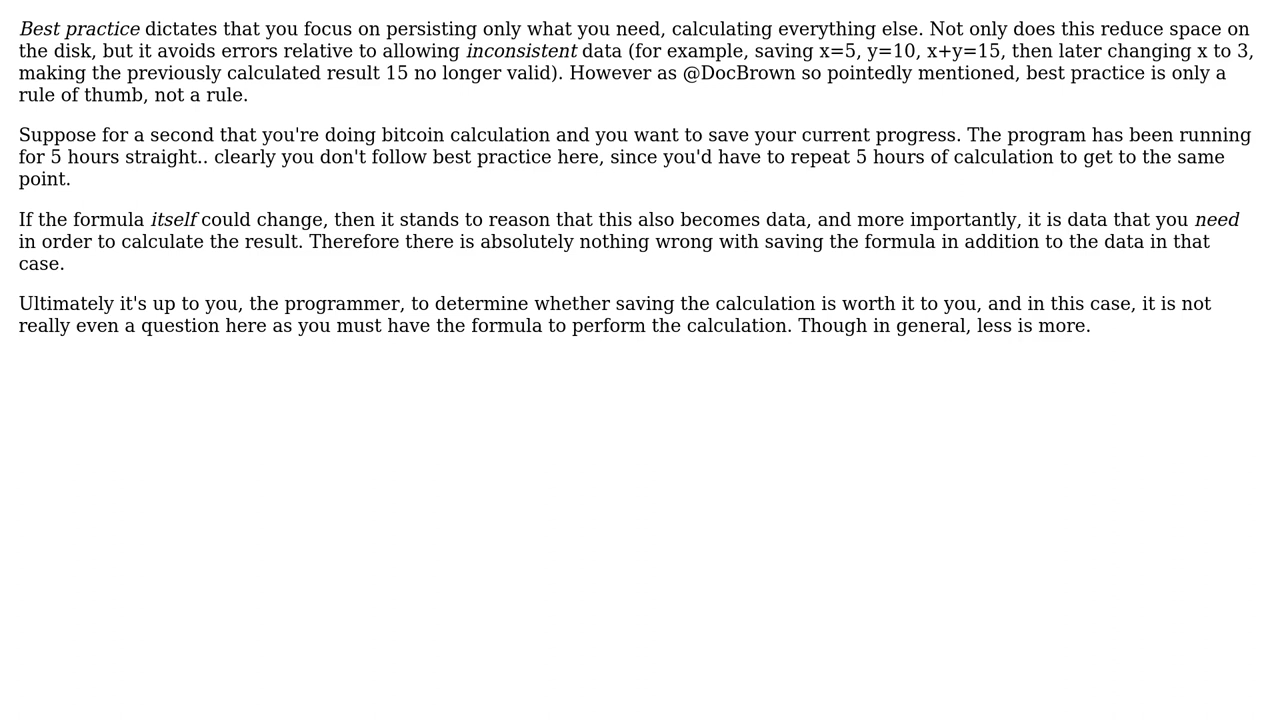 Best practice dictates that you focus on persisting only what you need, calculating everything else. Not only does this reduce space on
the disk, but it avoids errors relative to allowing inconsistent data (for example, saving x=5, y=10, x+y=15, then later changing x to 3,
making the previously calculated result 15 no longer valid). However as @DocBrown so pointedly mentioned, best practice is only a
rule of thumb, not a rule.
Suppose for a second that you're doing bitcoin calculation and you want to save your current progress. The program has been running
for 5 hours straight.. clearly you don't follow best practice here, since you'd have to repeat 5 hours of calculation to get to the same
point.
If the formula itself could change, then it stands to reason that this also becomes data, and more importantly, it is data that you need
in order to calculate the result. Therefore there is absolutely nothing wrong with saving the formula in addition to the data in that
case.
Ultimately it's up to you, the programmer, to determine whether saving the calculation is worth it to you, and in this case, it is not
really even a question here as you must have the formula to perform the calculation. Though in general, less is more.